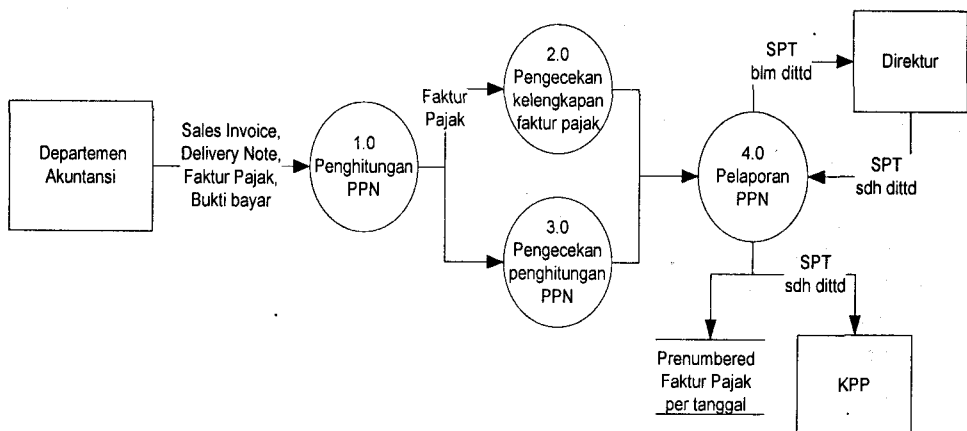 Departemen
Akuntansi
Sales Invoice,
Delivery Note,
Faktur Pajak,
Bukti bayar
1.0
Penghitungan
PPN
Faktur
Pajak
2.0
Pengecekan
kelengkapan
faktur pajak
3.0
Pengecekan
penghitungan
PPN
4.0
Pelaporan
PPN
SPT
blm dittd
Direktur
SPT
sdh dittd
SPT
sdh dittd
Prenumbered
Faktur Pajak
per tanggal
KPP